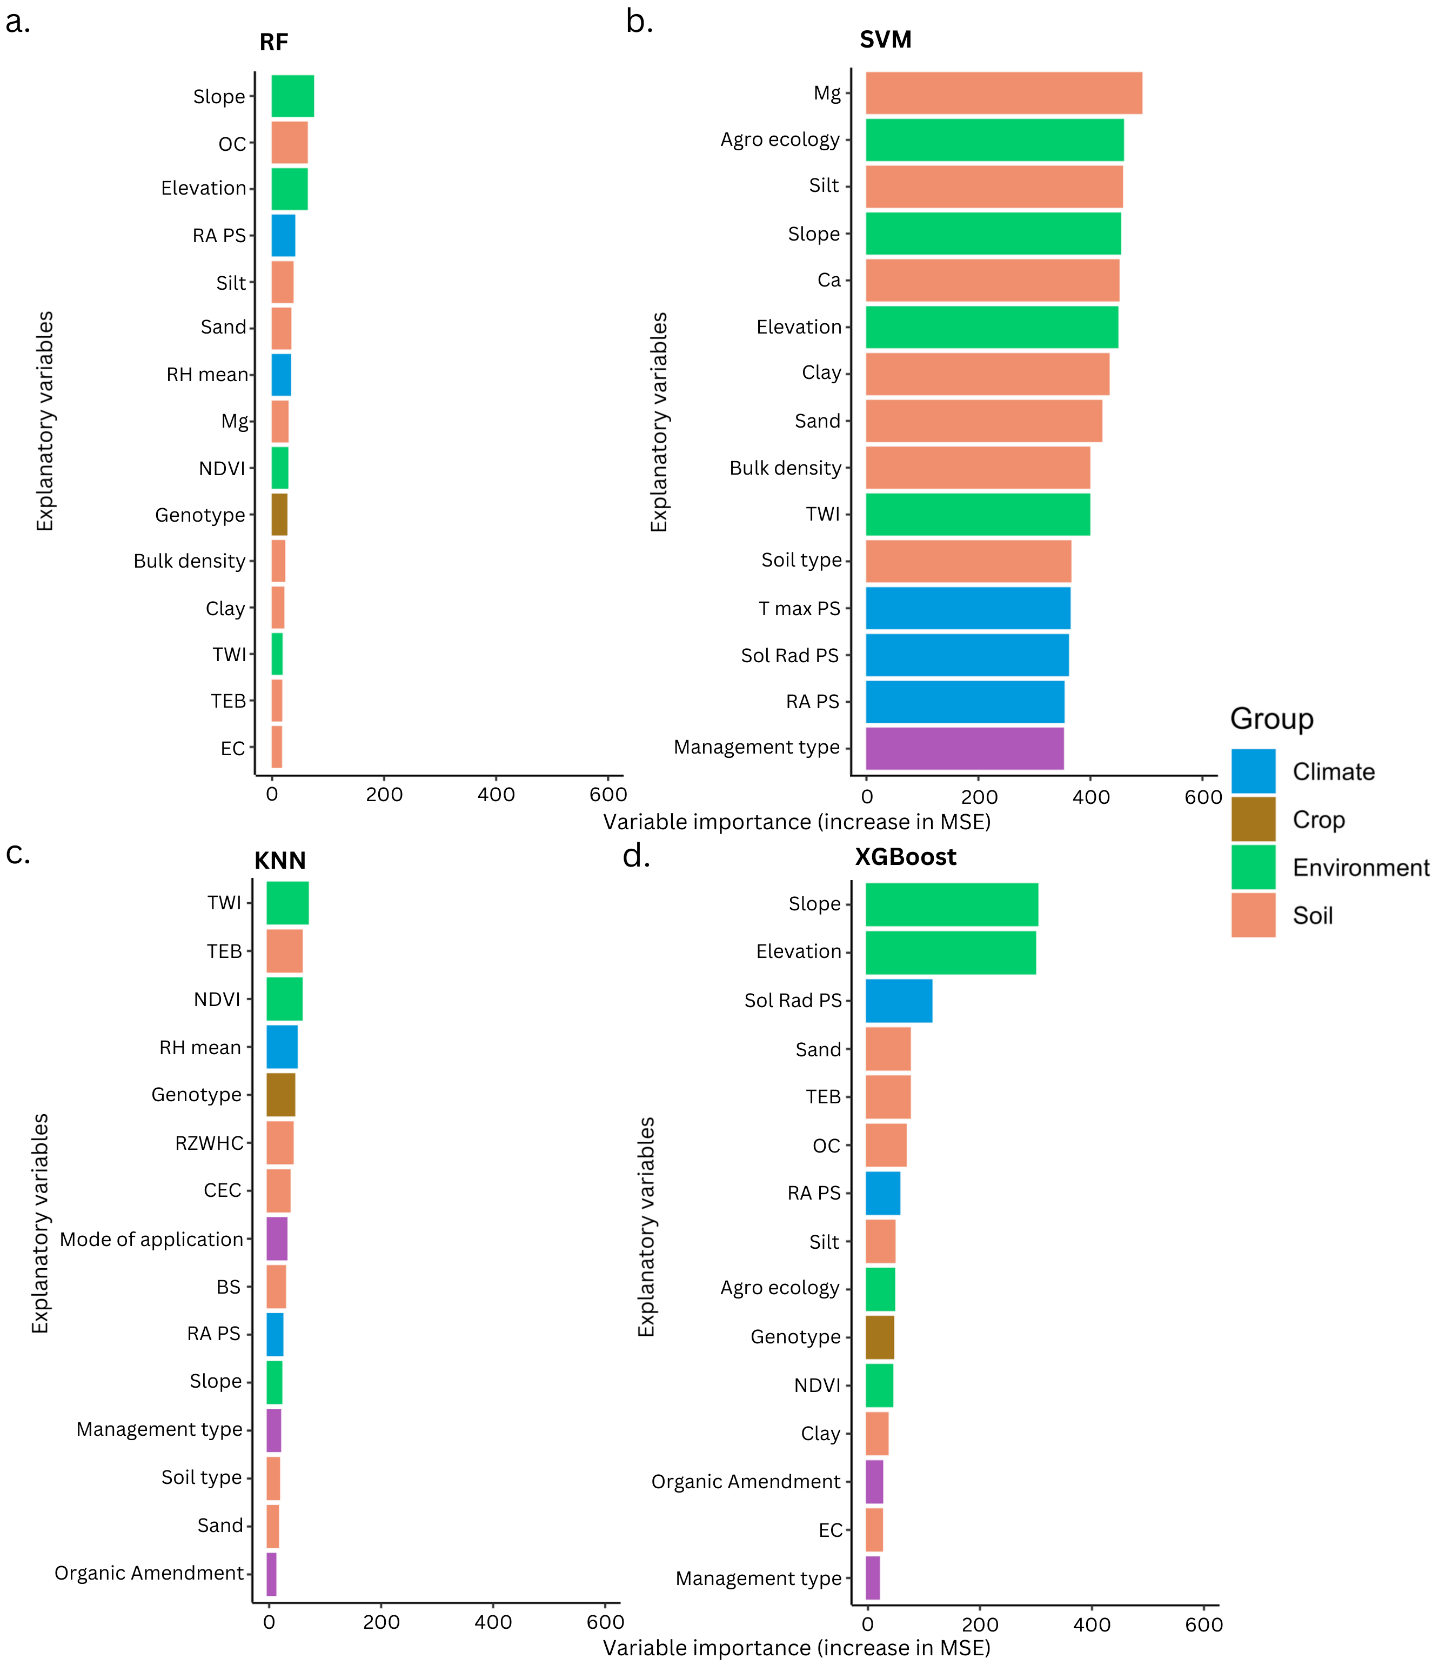 a.
RF
Explanatory variables
Slope
OC
Elevation
RA PS
Silt
Sand
RH mean
Mg
NDVI
Genotype
Bulk density
Clay
TWI
TEB
EC
0 200 400 600
b.
SVM
Explanatory variables
Mg
Agro ecology
Silt
Slope
Ca
Elevation
Clay
Sand
Bulk density
TWI
Soil type
T max PS
Sol Rad PS
RA PS
Management type
0 200 400 600
Variable importance (increase in MSE)
Group
Climate
Crop
Environment
Soil
c.
KNN
Explanatory variables
TWI
TEB
NDVI
RH mean
Genotype
RZWHC
CEC
Mode of application
BS
RA PS
Slope
Management type
Soil type
Sand
Organic Amendment
0 200 400 600
d.
XGBoost
Explanatory variables
Slope
Elevation
Sol Rad PS
Sand
TEB
OC
RA PS
Silt
Agro ecology
Genotype
NDVI
Clay
Organic Amendment
EC
Management type
0 200 400 600
Variable importance (increase in MSE)